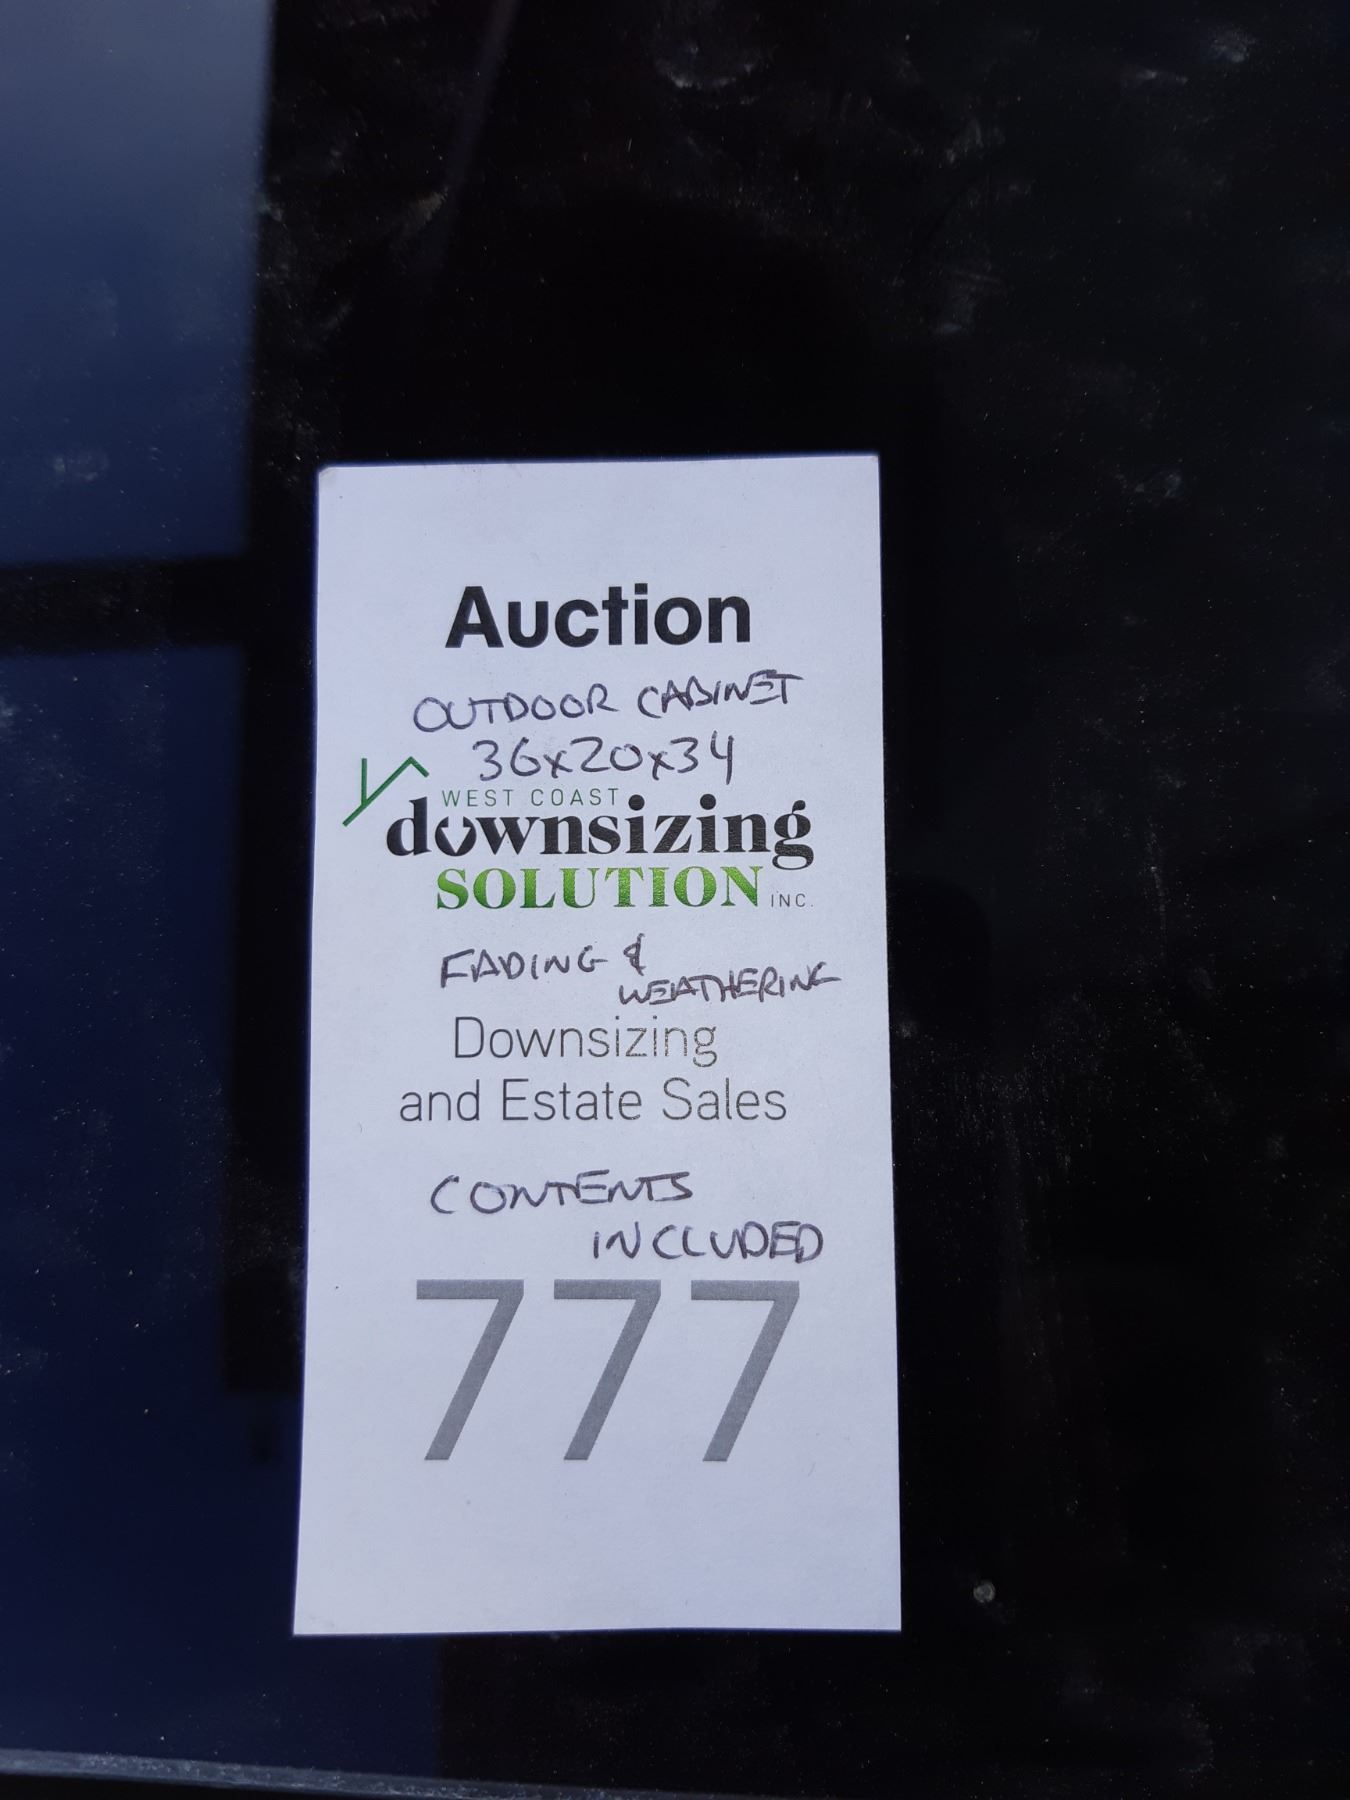 Auction
OUTDOOR CABINET
36x20x34
WEST COAST
downsizing
SOLUTION INC.
FADING &
WEATHERING
Downsizing
and Estate Sales
CONTENTS
INCLUDED
777